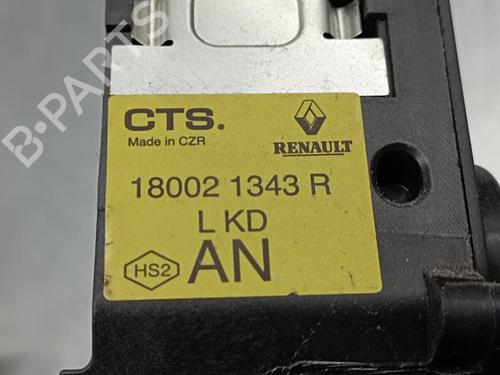 CTS.
Made in CZR
RENAULT
18002 1343 R
L KD
HS2
AN
B-PARTS